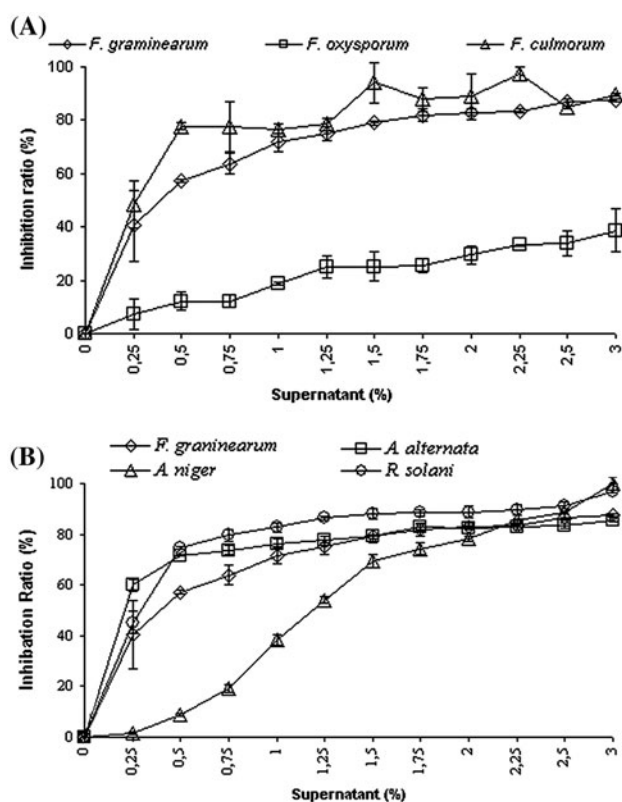 (A)
F. graminearum F. oxysporum F. culmorum
100
80
60
40
20
0
Inhibition ratio (%)
0 0,25 0,5 0,75 1 1,25 1,5 1,75 2 2,25 2,5 3
Supernatant (%)
(B)
F. graninearum A alternata
A niger R solani
100
80
60
40
20
0
Inhibation Ratio (%)
0 0,25 0,5 0,75 1 1,25 1,5 1,75 2 2,25 2,5 3
Supernatant (%)